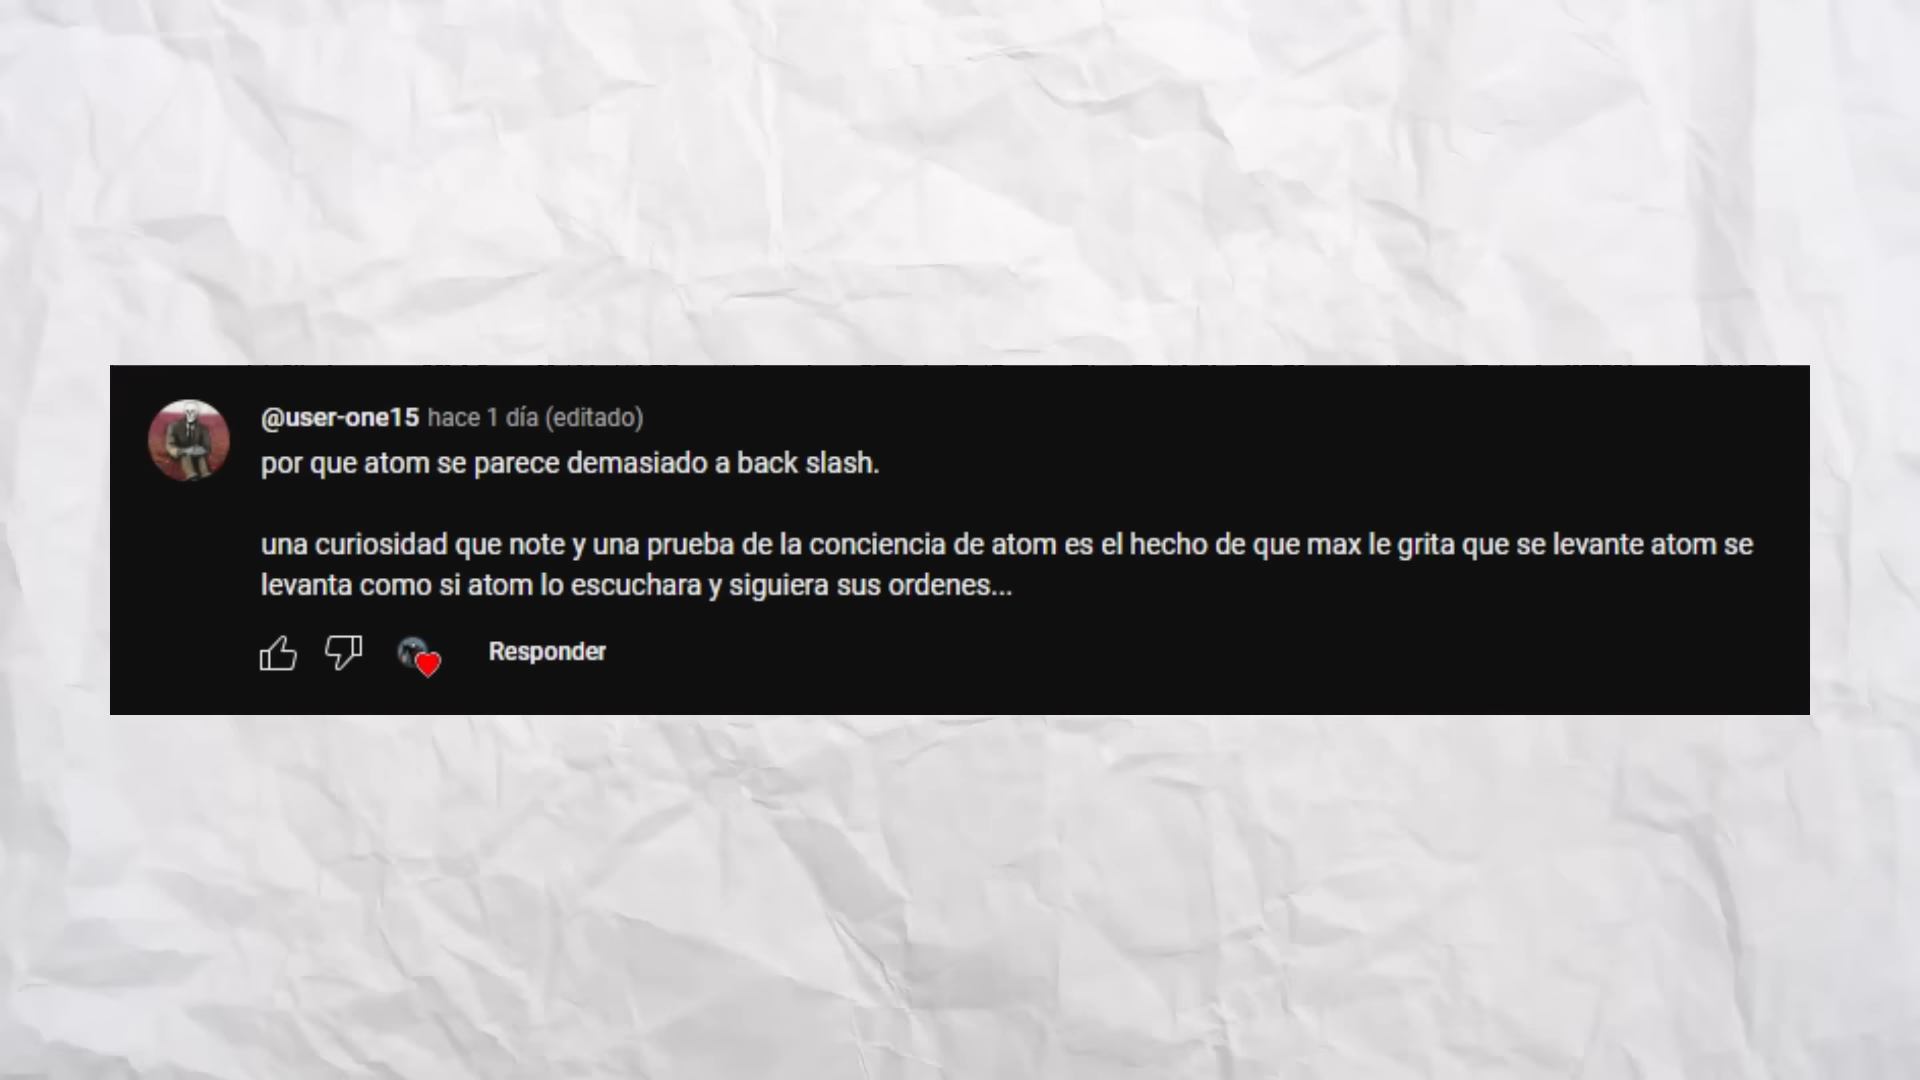 @user-one15 hace 1 día (editado)
por que atom se parece demasiado a back slash.
una curiosidad que note y una prueba de la conciencia de atom es el hecho de que max le grita que se levante atom se
levanta como si atom lo escuchara y siguiera sus ordenes...
Responder